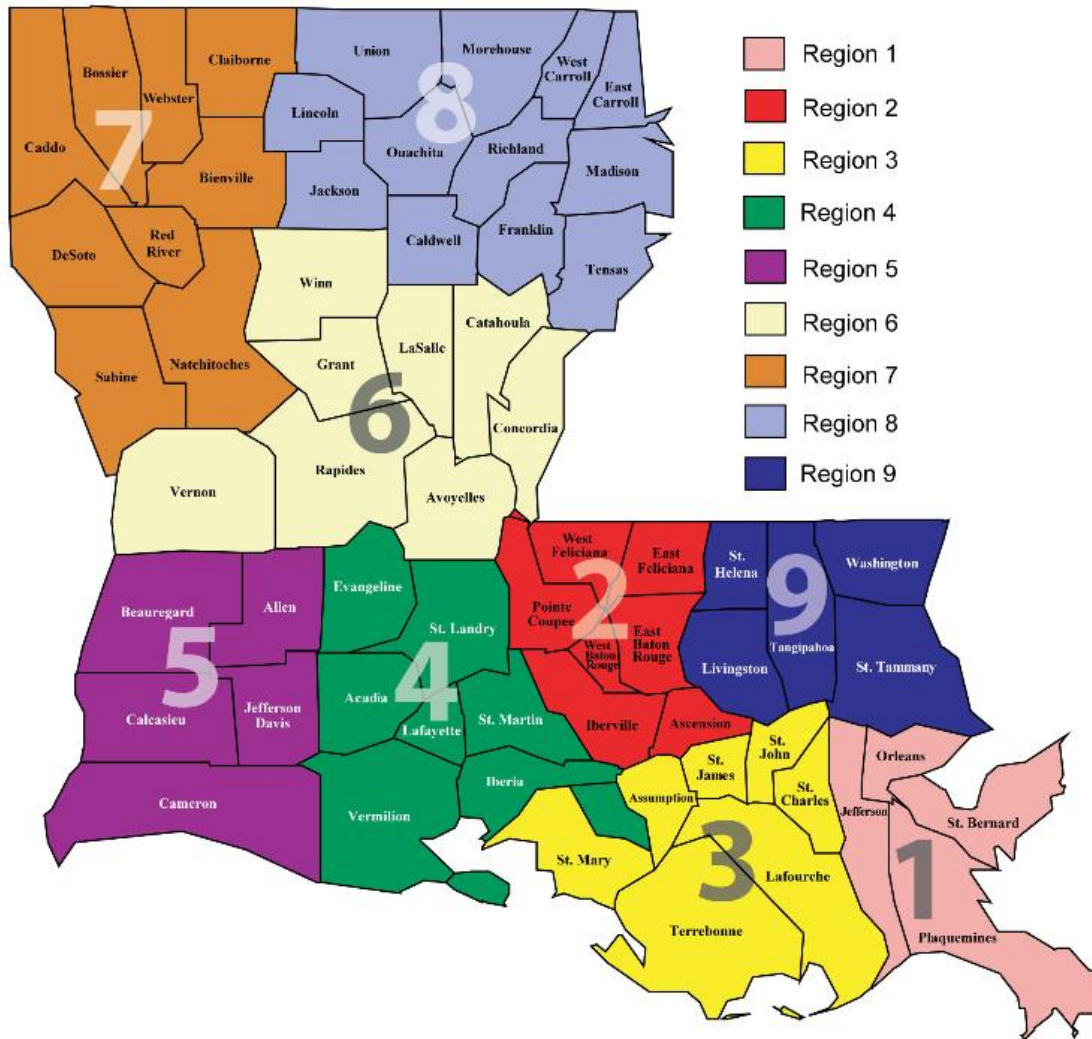 Claiborne
Union
Morehouse
West
Carroll
East
Carroll
Bossier
Webster
Lincoln
8
7
Caddo
Ouachita
Richland
Madison
Bienville
Jackson
Red
River
DeSoto
Caldwell
Franklin
Tensas
Winn
Catahoula
LaSalle
Grant
Natchitoches
Sabine
6
Concordia
Rapides
Vernon
Avoyelles
West
Feliciana
East
Feliciana
St.
Helena
Washington
Evangeline
2
9
Beauregard
Allen
Pointe
Coupee
St. Landry
West
Baton
Rouge
East
Baton
Rouge
Tangipahoa
Livingston
St. Tammany
5
4
Acadia
Jefferson
Davis
Calcasieu
Lafayette
St. Martin
Iberville
Ascension
St.
John
Orleans
St.
James
Iberia
Cameron
Vermilion
Assumption
St.
Charles
Jefferson
St. Bernard
St. Mary
3
Lafourche
1
Terrebonne
Plaquemines
Region 1
Region 2
Region 3
Region 4
Region 5
Region 6
Region 7
Region 8
Region 9